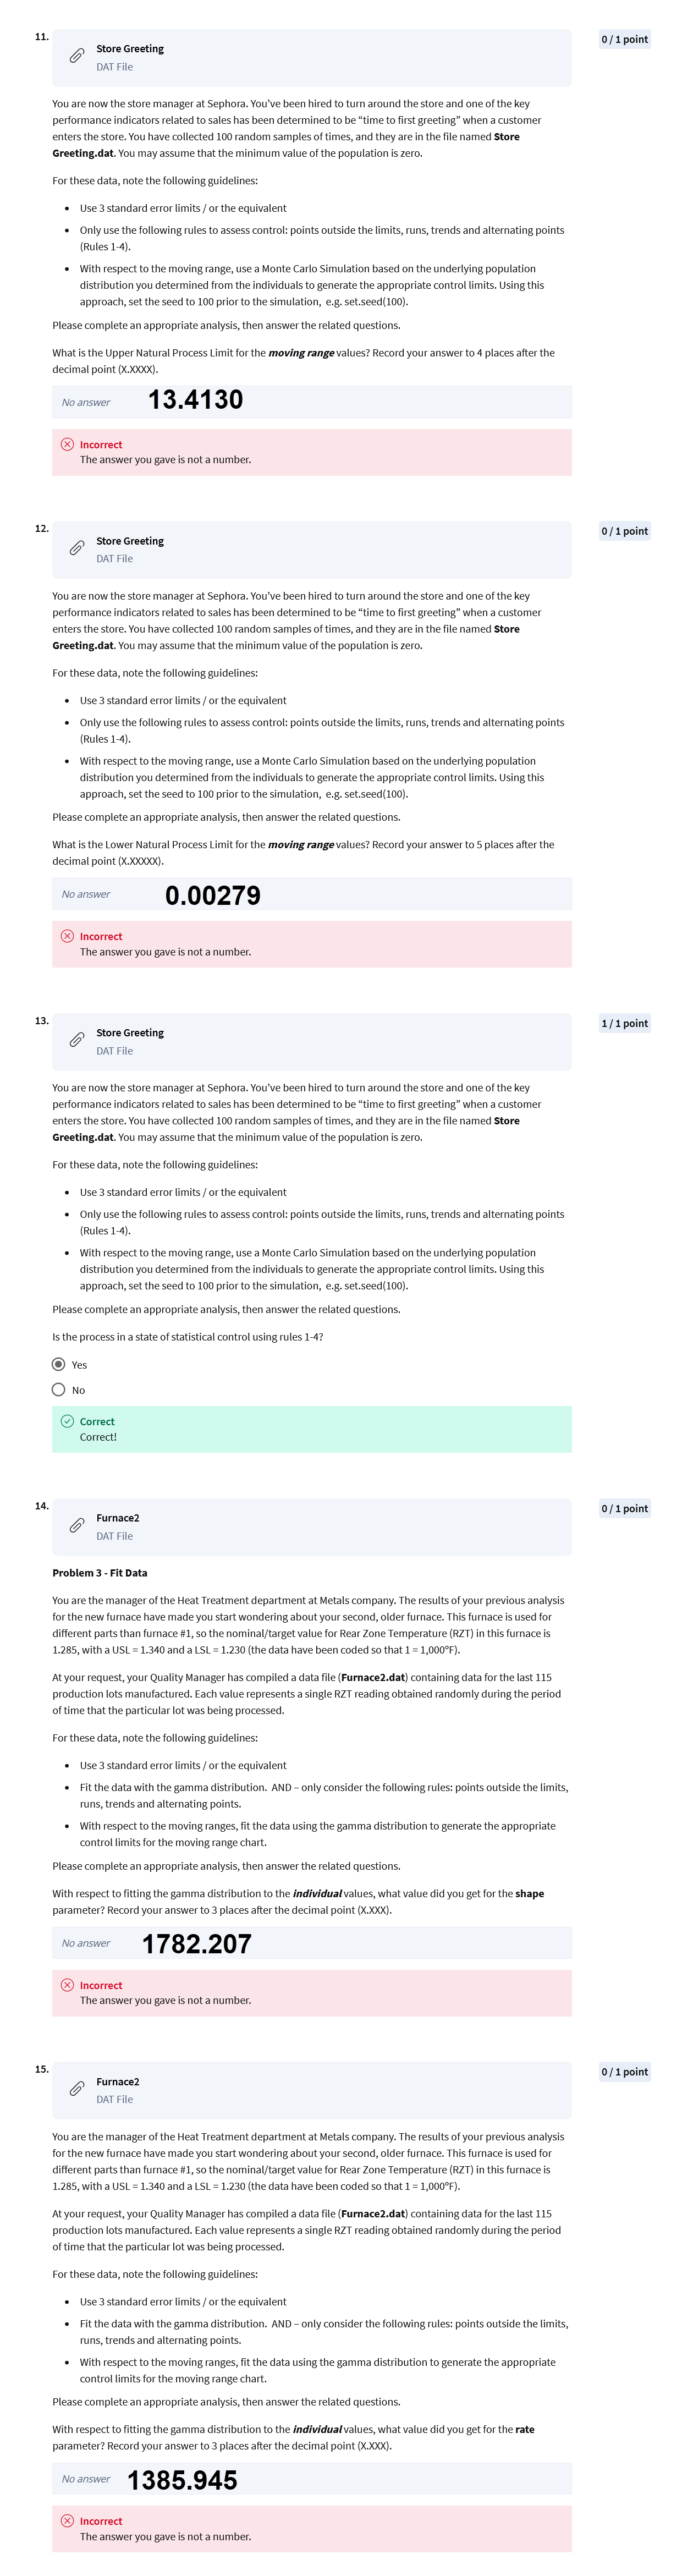 11.
Store Greeting
0 / 1 point
DAT File
You are now the store manager at Sephora. You've been hired to turn around the store and one of the key
performance indicators related to sales has been determined to be “time to first greeting” when a customer
enters the store. You have collected 100 random samples of times, and they are in the file named Store
Greeting.dat. You may assume that the minimum value of the population is zero.
For these data, note the following guidelines:
• Use 3 standard error limits / or the equivalent
• Only use the following rules to assess control: points outside the limits, runs, trends and alternating points
(Rules 1-4).
• With respect to the moving range, use a Monte Carlo Simulation based on the underlying population
distribution you determined from the individuals to generate the appropriate control limits. Using this
approach, set the seed to 100 prior to the simulation, e.g. set.seed(100).
Please complete an appropriate analysis, then answer the related questions.
What is the Upper Natural Process Limit for the moving range values? Record your answer to 4 places after the
decimal point (X.XXXX).
No answer 13.4130
Incorrect
The answer you gave is not a number.
12.
Store Greeting
0 / 1 point
DAT File
You are now the store manager at Sephora. You've been hired to turn around the store and one of the key
performance indicators related to sales has been determined to be “time to first greeting” when a customer
enters the store. You have collected 100 random samples of times, and they are in the file named Store
Greeting.dat. You may assume that the minimum value of the population is zero.
For these data, note the following guidelines:
• Use 3 standard error limits / or the equivalent
• Only use the following rules to assess control: points outside the limits, runs, trends and alternating points
(Rules 1-4).
• With respect to the moving range, use a Monte Carlo Simulation based on the underlying population
distribution you determined from the individuals to generate the appropriate control limits. Using this
approach, set the seed to 100 prior to the simulation, e.g. set.seed(100).
Please complete an appropriate analysis, then answer the related questions.
What is the Lower Natural Process Limit for the moving range values? Record your answer to 5 places after the
decimal point (X.XXXXX).
No answer 0.00279
Incorrect
The answer you gave is not a number.
13.
Store Greeting
1 / 1 point
DAT File
You are now the store manager at Sephora. You've been hired to turn around the store and one of the key
performance indicators related to sales has been determined to be “time to first greeting” when a customer
enters the store. You have collected 100 random samples of times, and they are in the file named Store
Greeting.dat. You may assume that the minimum value of the population is zero.
For these data, note the following guidelines:
• Use 3 standard error limits / or the equivalent
• Only use the following rules to assess control: points outside the limits, runs, trends and alternating points
(Rules 1-4).
• With respect to the moving range, use a Monte Carlo Simulation based on the underlying population
distribution you determined from the individuals to generate the appropriate control limits. Using this
approach, set the seed to 100 prior to the simulation, e.g. set.seed(100).
Please complete an appropriate analysis, then answer the related questions.
Is the process in a state of statistical control using rules 1-4?
Yes
No
Correct
Correct!
14.
Furnace2
0 / 1 point
DAT File
Problem 3 - Fit Data
You are the manager of the Heat Treatment department at Metals company. The results of your previous analysis
for the new furnace have made you start wondering about your second, older furnace. This furnace is used for
different parts than furnace #1, so the nominal/target value for Rear Zone Temperature (RZT) in this furnace is
1.285, with a USL = 1.340 and a LSL = 1.230 (the data have been coded so that 1 = 1,000°F).
At your request, your Quality Manager has compiled a data file (Furnace2.dat) containing data for the last 115
production lots manufactured. Each value represents a single RZT reading obtained randomly during the period
of time that the particular lot was being processed.
For these data, note the following guidelines:
• Use 3 standard error limits / or the equivalent
• Fit the data with the gamma distribution. AND – only consider the following rules: points outside the limits,
runs, trends and alternating points.
• With respect to the moving ranges, fit the data using the gamma distribution to generate the appropriate
control limits for the moving range chart.
Please complete an appropriate analysis, then answer the related questions.
With respect to fitting the gamma distribution to the individual values, what value did you get for the shape
parameter? Record your answer to 3 places after the decimal point (X.XXX).
No answer 1782.207
Incorrect
The answer you gave is not a number.
15.
Furnace2
0 / 1 point
DAT File
You are the manager of the Heat Treatment department at Metals company. The results of your previous analysis
for the new furnace have made you start wondering about your second, older furnace. This furnace is used for
different parts than furnace #1, so the nominal/target value for Rear Zone Temperature (RZT) in this furnace is
1.285, with a USL = 1.340 and a LSL = 1.230 (the data have been coded so that 1 = 1,000°F).
At your request, your Quality Manager has compiled a data file (Furnace2.dat) containing data for the last 115
production lots manufactured. Each value represents a single RZT reading obtained randomly during the period
of time that the particular lot was being processed.
For these data, note the following guidelines:
• Use 3 standard error limits / or the equivalent
• Fit the data with the gamma distribution. AND – only consider the following rules: points outside the limits,
runs, trends and alternating points.
• With respect to the moving ranges, fit the data using the gamma distribution to generate the appropriate
control limits for the moving range chart.
Please complete an appropriate analysis, then answer the related questions.
With respect to fitting the gamma distribution to the individual values, what value did you get for the rate
parameter? Record your answer to 3 places after the decimal point (X.XXX).
No answer 1385.945
Incorrect
The answer you gave is not a number.